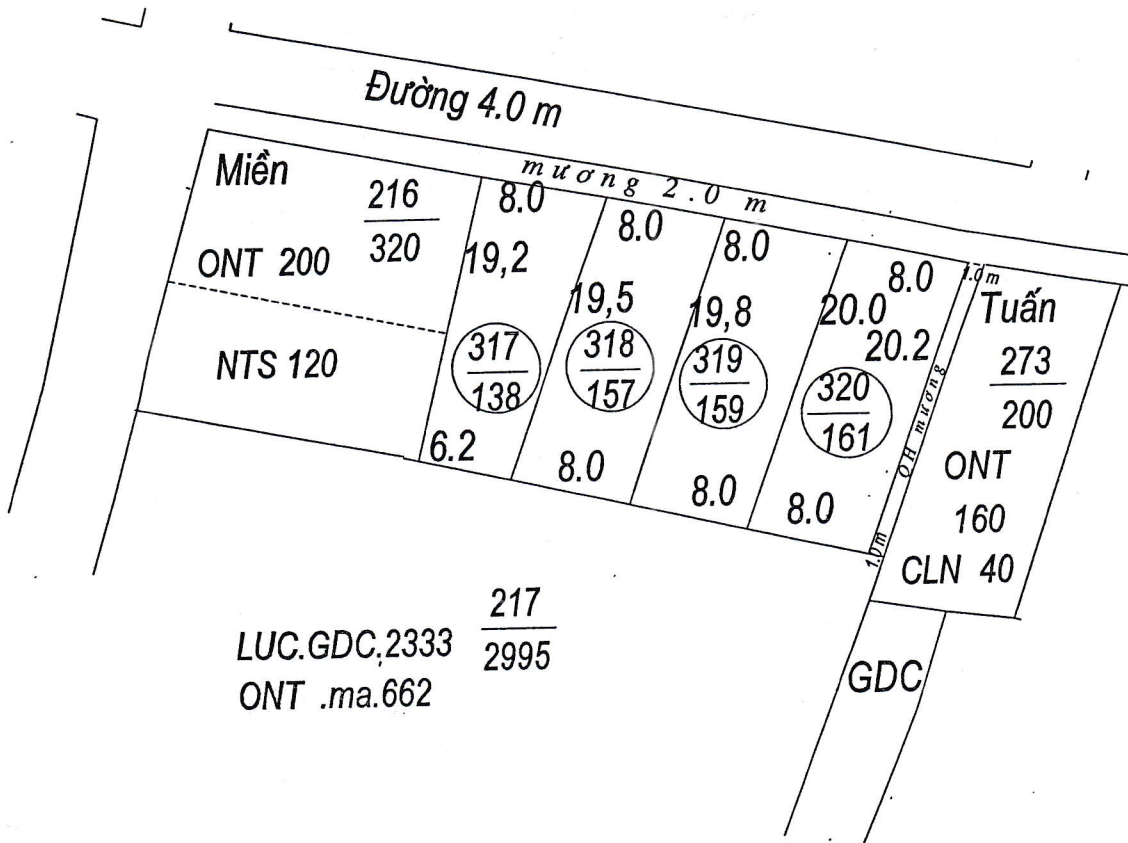 Đường 4.0 m
mương 2.0 m
Miền
216
320
ONT 200
NTS 120
8.0
19,2
317
138
6.2
8.0
19,5
318
157
8.0
8.0
19,8
319
159
8.0
8.0
20.0
20.2
320
161
8.0
1.0 m
QH mương
1.0 m
Tuấn
273
200
ONT
160
CLN 40
GDC
217
2995
LUC.GDC,2333
ONT .ma.662